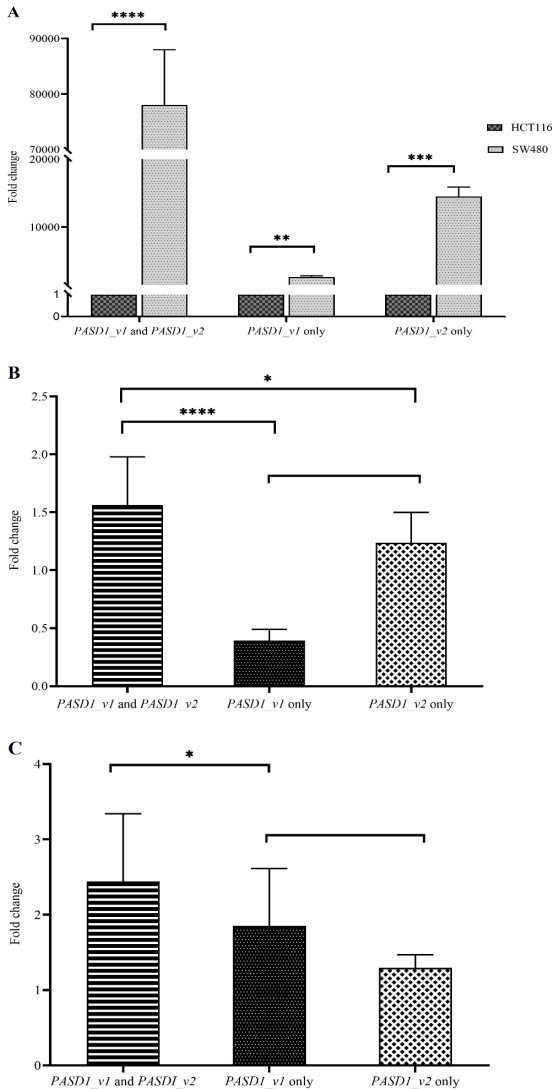 A
****
90000
80000
70000
20000
10000
1
0
Fold change
**
***
HCT116
SW480
PASD1_v1 and PASD1_v2
PASD1_v1 only
PASD1_v2 only
B
*
****
2.5
2.0
1.5
1.0
0.5
0.0
Fold change
PASD1_v1 and PASD1_v2
PASD1_v1 only
PASD1_v2 only
C
*
4
3
2
1
0
Fold change
PASD1_v1 and PASD1_v2
PASD1_v1 only
PASD1_v2 only